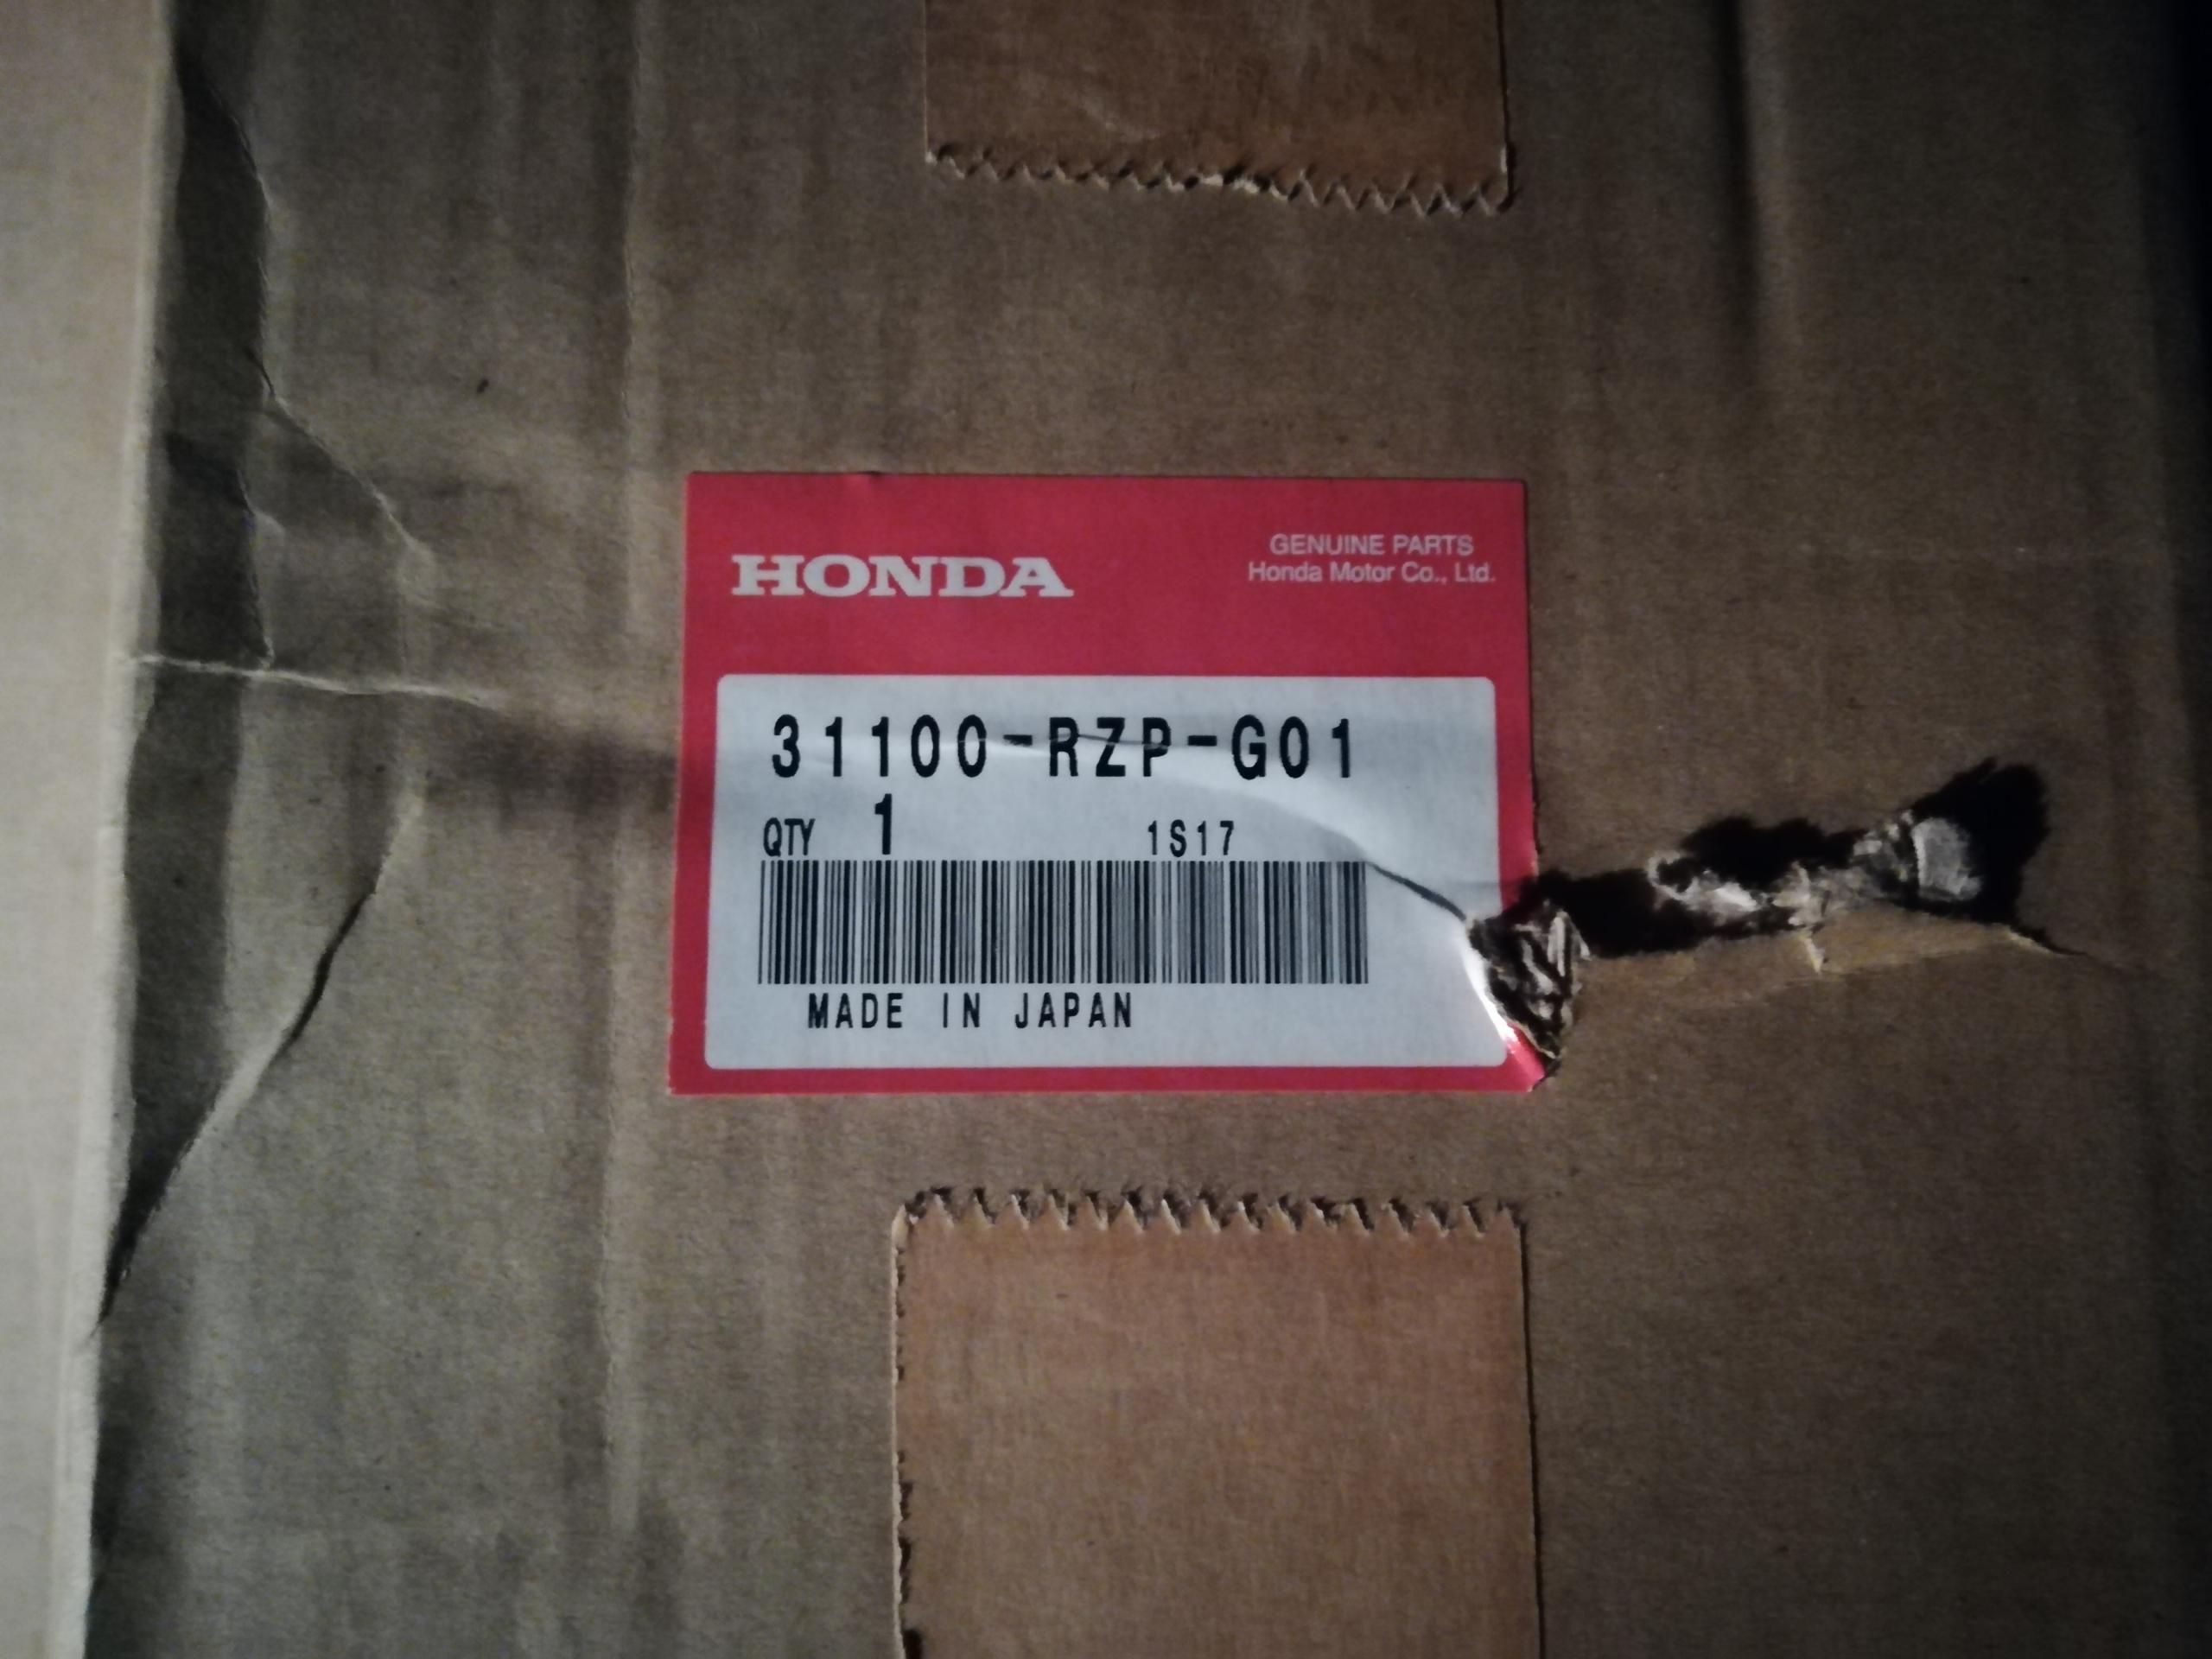 HONDA
GENUINE PARTS
Honda Motor Co., Ltd.
31100-RZP-G01
QTY 1 1S17
MADE IN JAPAN